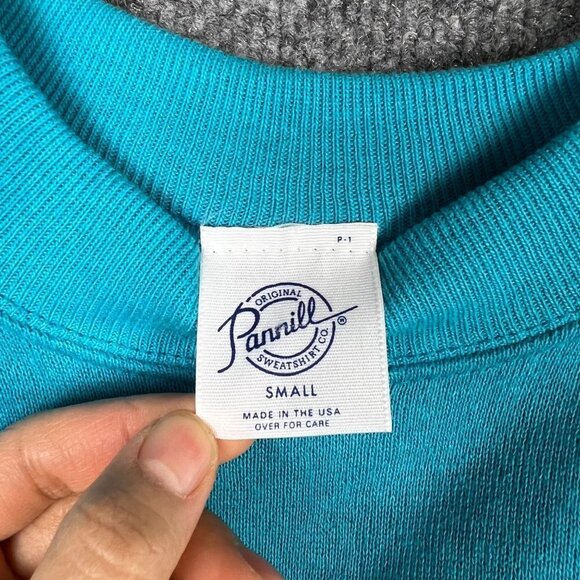 P-1
ORIGINAL
Pannill ®
SWEATSHIRT CO.
SMALL
MADE IN THE USA
OVER FOR CARE